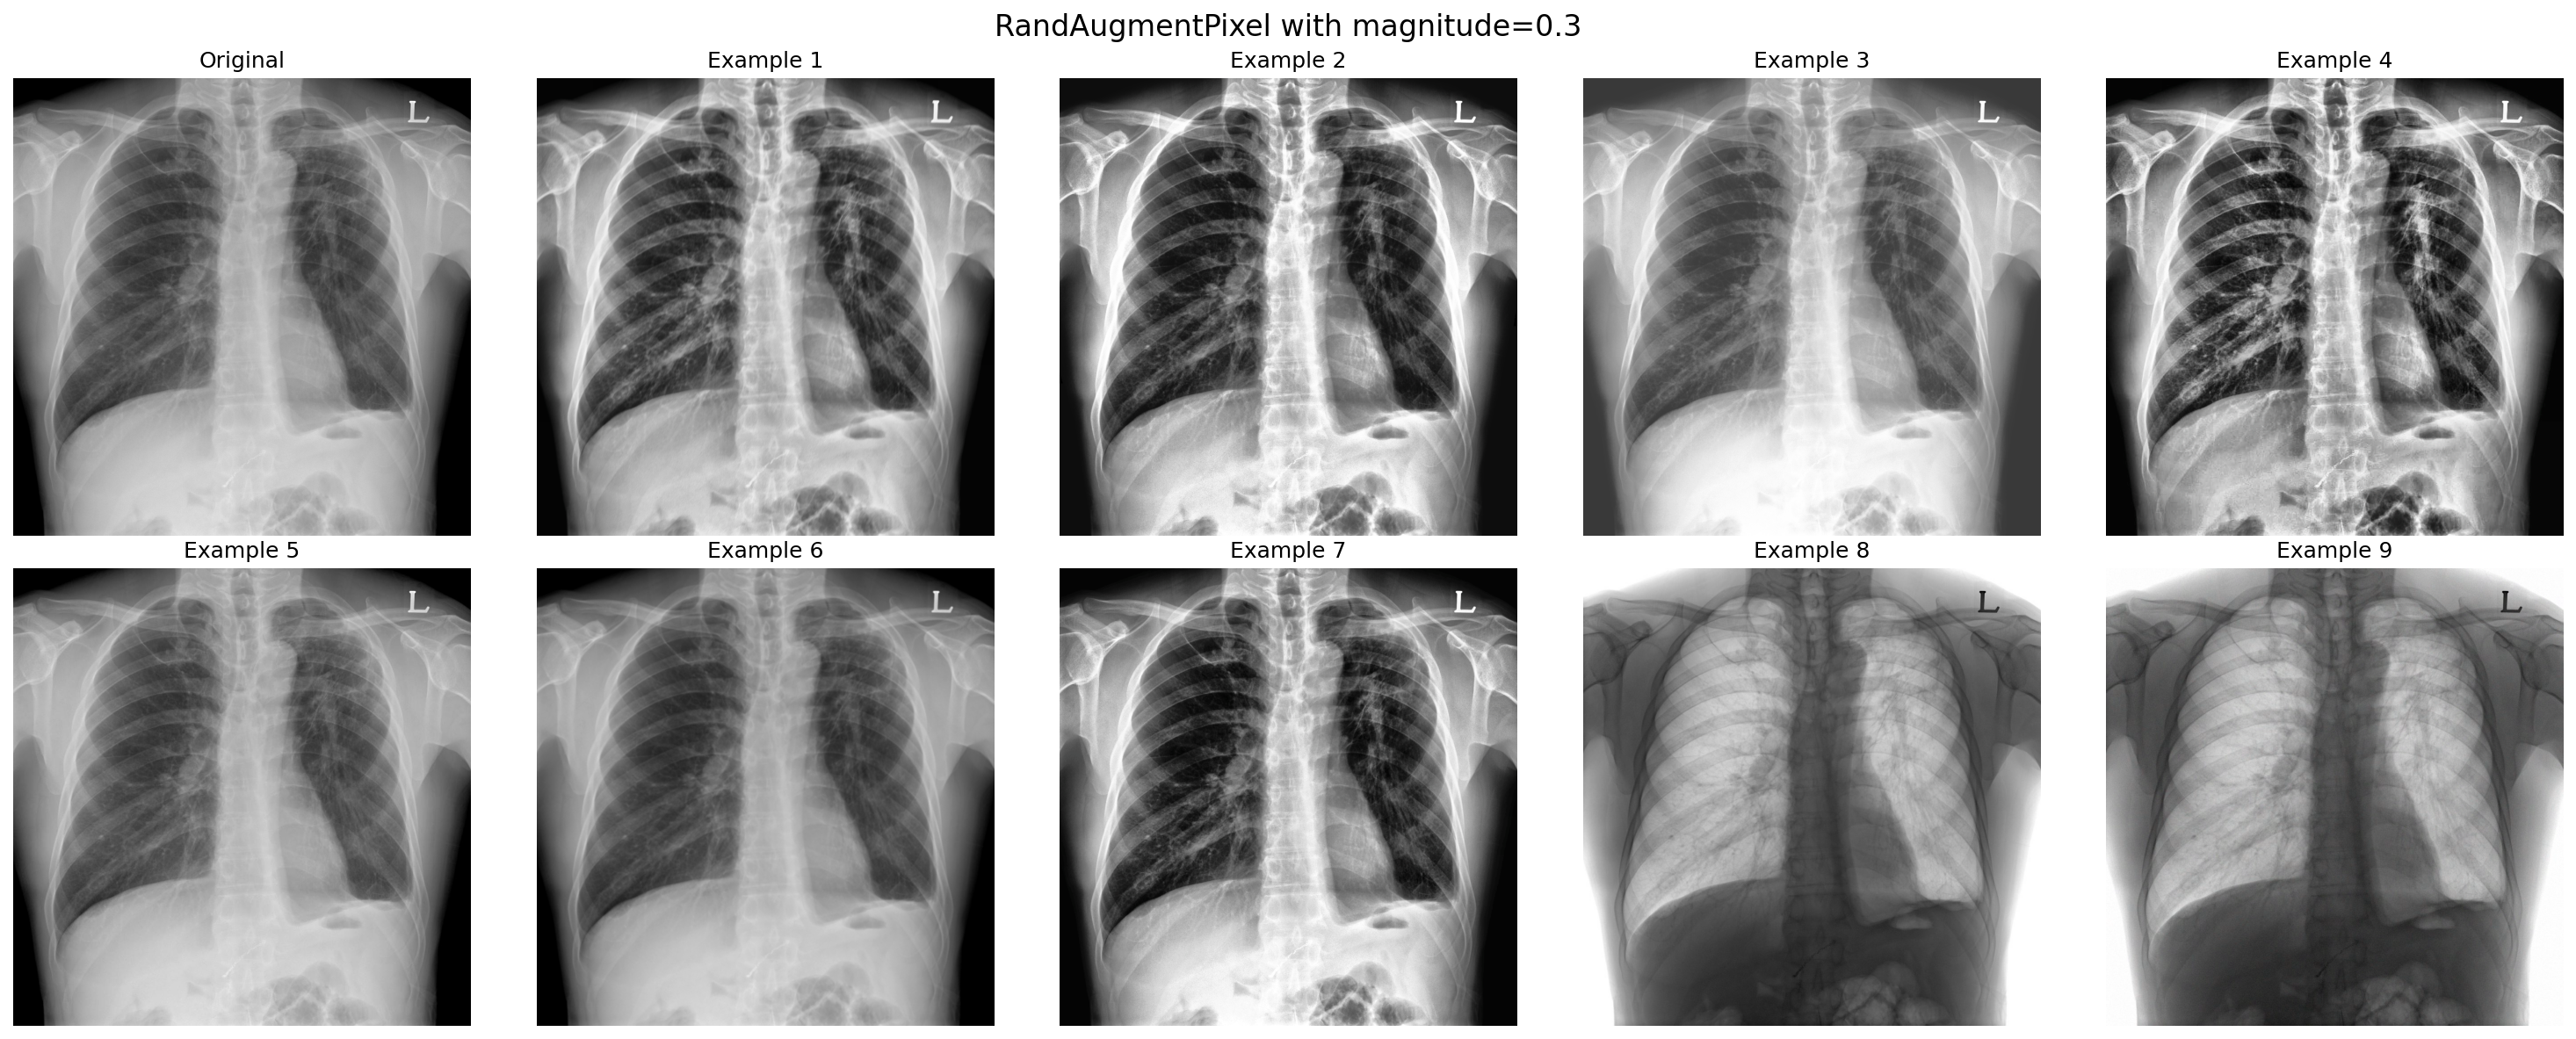 RandAugmentPixel with magnitude=0.3
Original
Example 1
Example 2
Example 3
Example 4
L
L
L
L
L
Example 5
Example 6
Example 7
Example 8
Example 9
L
L
L
L
L